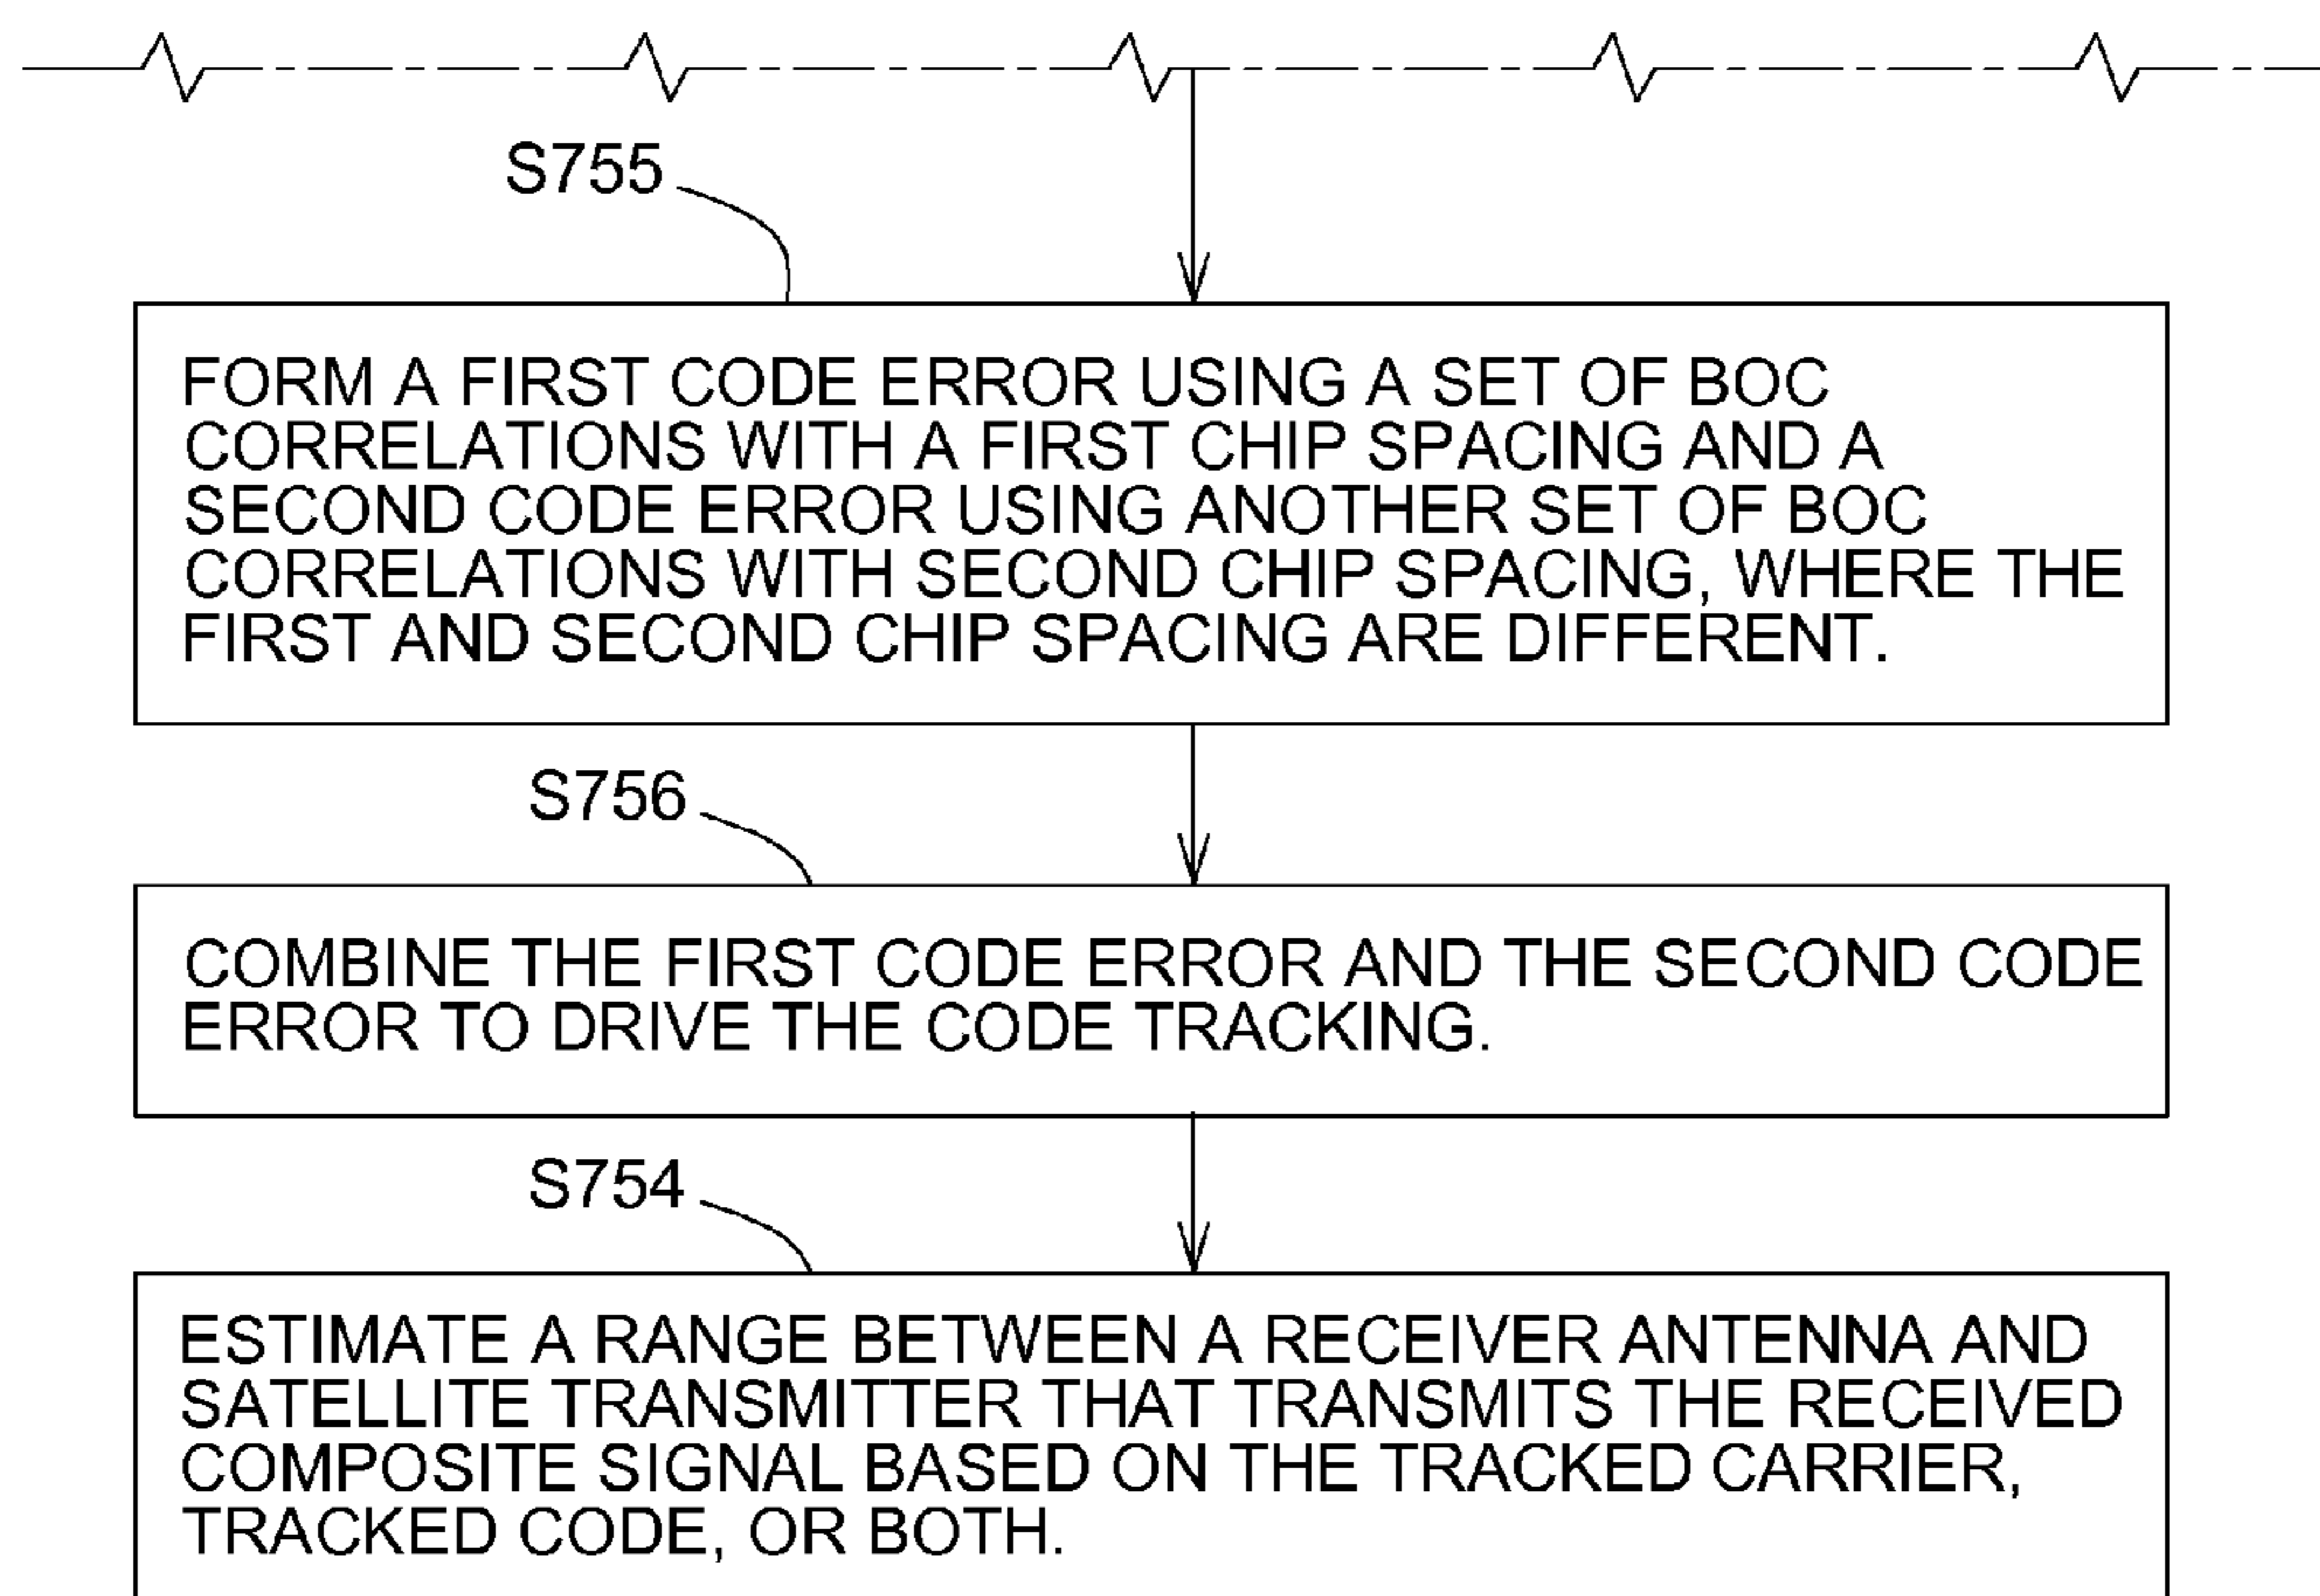 S755
FORM A FIRST CODE ERROR USING A SET OF BOC
CORRELATIONS WITH A FIRST CHIP SPACING AND A
SECOND CODE ERROR USING ANOTHER SET OF BOC
CORRELATIONS WITH SECOND CHIP SPACING, WHERE THE
FIRST AND SECOND CHIP SPACING ARE DIFFERENT.
S756
COMBINE THE FIRST CODE ERROR AND THE SECOND CODE
ERROR TO DRIVE THE CODE TRACKING.
S754
ESTIMATE A RANGE BETWEEN A RECEIVER ANTENNA AND
SATELLITE TRANSMITTER THAT TRANSMITS THE RECEIVED
COMPOSITE SIGNAL BASED ON THE TRACKED CARRIER,
TRACKED CODE, OR BOTH.